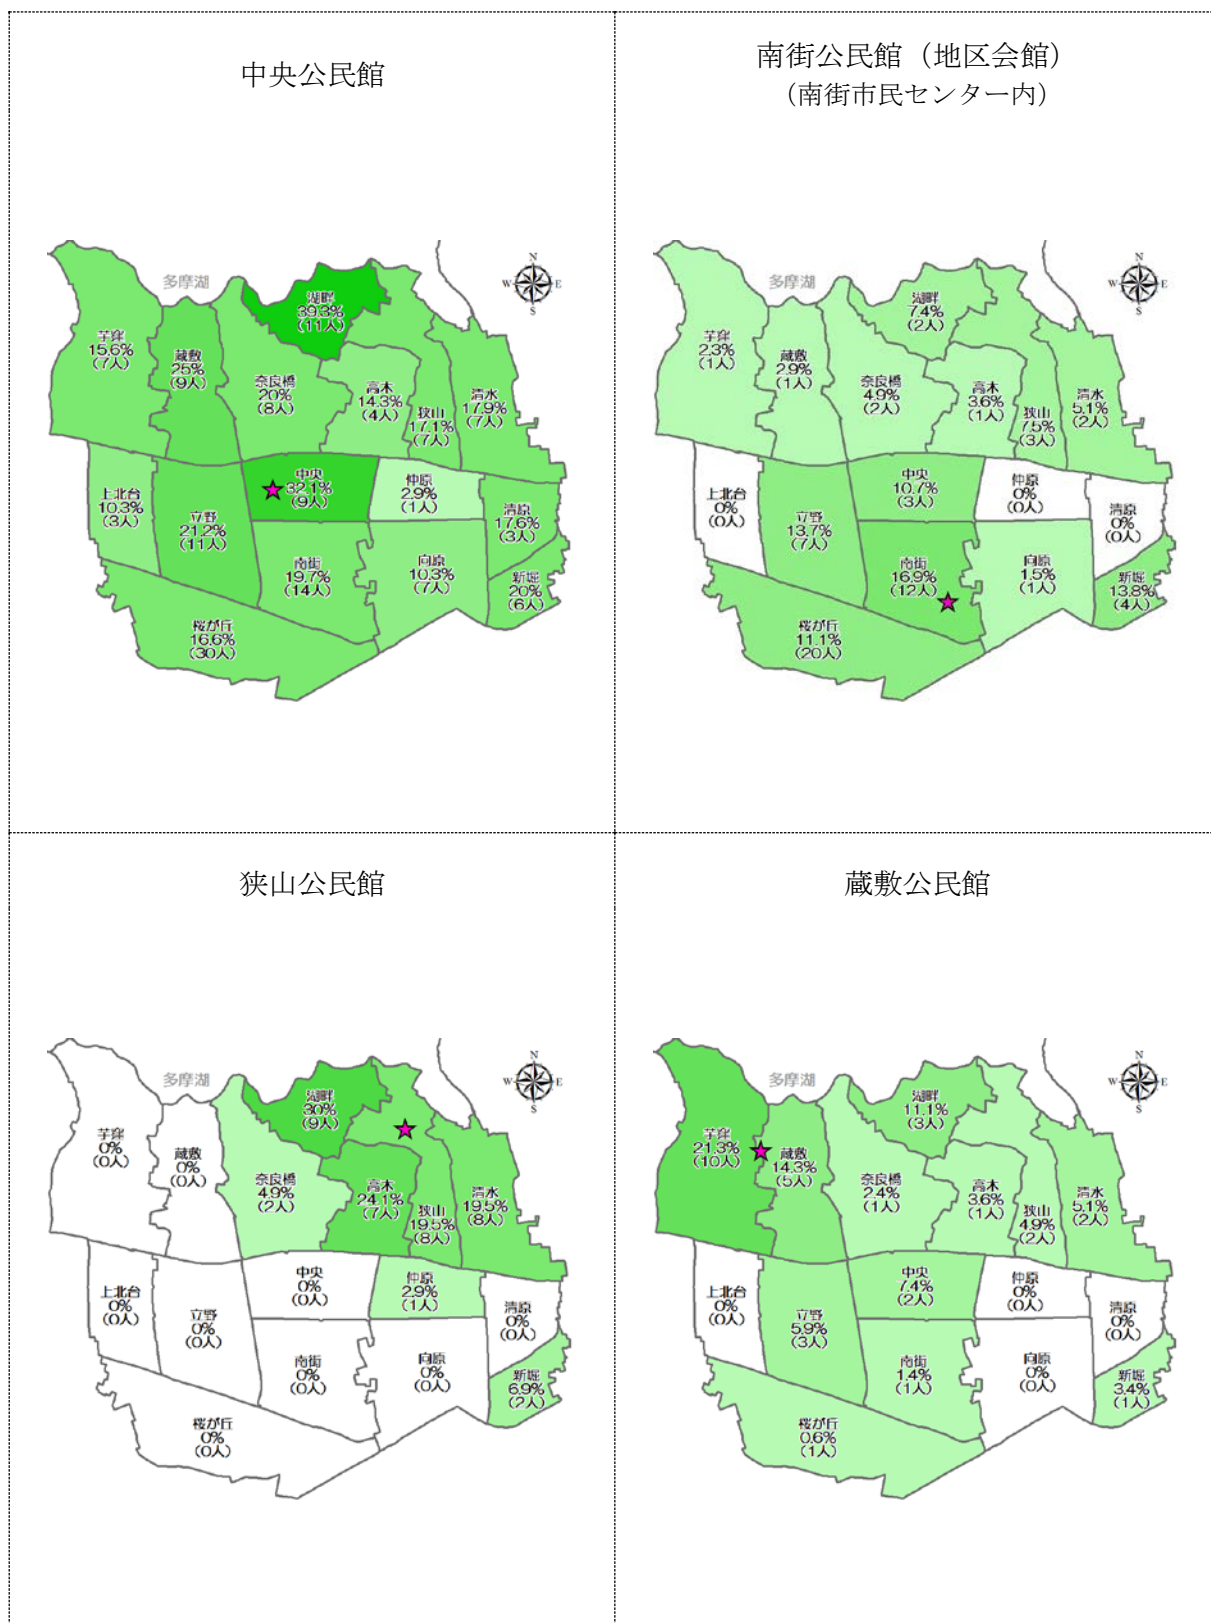 中央公民館
N
W
E
S
多摩湖
湖畔
39.3%
(11人)
芋窪
15.6%
(7人)
蔵敷
25%
(9人)
奈良橋
20%
(8人)
高木
14.3%
(4人)
狭山
17.1%
(7人)
清水
17.9%
(7人)
上北台
10.3%
(3人)
立野
21.2%
(11人)
中央
32.1%
(9人)
仲原
2.9%
(1人)
清原
17.6%
(3人)
南街
19.7%
(14人)
向原
10.3%
(7人)
新堀
20%
(6人)
桜が丘
16.6%
(30人)
南街公民館（地区会館）
（南街市民センター内）
N
W
E
S
多摩湖
湖畔
7.4%
(2人)
芋窪
2.3%
(1人)
蔵敷
2.9%
(1人)
奈良橋
4.9%
(2人)
高木
3.6%
(1人)
狭山
7.5%
(3人)
清水
5.1%
(2人)
上北台
0%
(0人)
立野
13.7%
(7人)
中央
10.7%
(3人)
仲原
0%
(0人)
清原
0%
(0人)
南街
16.9%
(12人)
向原
1.5%
(1人)
新堀
13.8%
(4人)
桜が丘
11.1%
(20人)
狭山公民館
N
W
E
S
多摩湖
湖畔
30%
(9人)
芋窪
0%
(0人)
蔵敷
0%
(0人)
奈良橋
4.9%
(2人)
高木
24.1%
(7人)
狭山
19.5%
(8人)
清水
19.5%
(8人)
上北台
0%
(0人)
立野
0%
(0人)
中央
0%
(0人)
仲原
2.9%
(1人)
清原
0%
(0人)
南街
0%
(0人)
向原
0%
(0人)
新堀
6.9%
(2人)
桜が丘
0%
(0人)
蔵敷公民館
N
W
E
S
多摩湖
湖畔
11.1%
(3人)
芋窪
21.3%
(10人)
蔵敷
14.3%
(5人)
奈良橋
2.4%
(1人)
高木
3.6%
(1人)
狭山
4.9%
(2人)
清水
5.1%
(2人)
上北台
0%
(0人)
立野
5.9%
(3人)
中央
7.4%
(2人)
仲原
0%
(0人)
清原
0%
(0人)
南街
1.4%
(1人)
向原
0%
(0人)
新堀
3.4%
(1人)
桜が丘
0.6%
(1人)